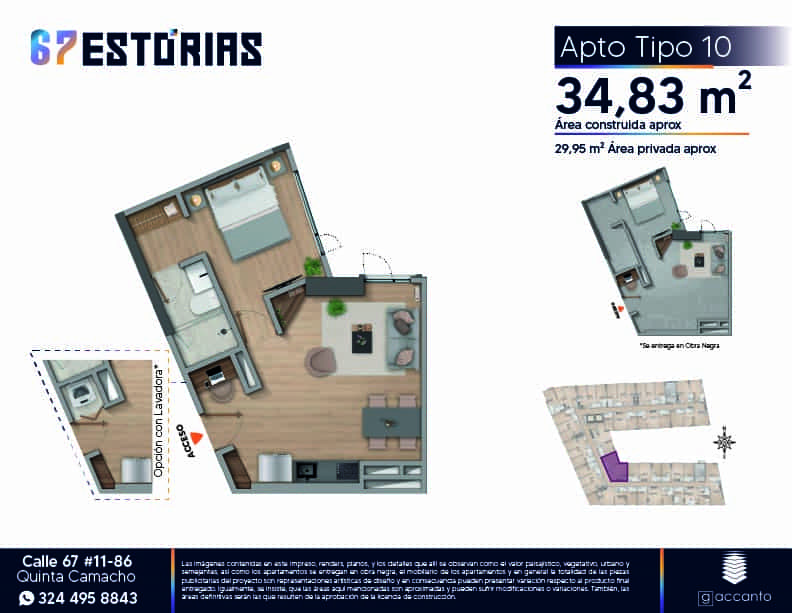 67 ESTORIAS
Apto Tipo 10
34,83 m²
Área construida aprox
29,95 m² Área privada aprox
ACCESO
Opción con Lavadora*
*Se entrega en Obra Negra
Calle 67 #11-86
Quinta Camacho
324 495 8843
Las imágenes contenidas en este impreso, renders, planos, y los detalles que allí se observan como el valor paisajístico, vegetativo, urbano y
semejantes, así como los apartamentos se entregan en obra negra, el mobiliario de los apartamentos y en general la totalidad de las piezas
publicitarias del proyecto son representaciones artísticas de diseño y en consecuencia pueden presentar variación respecto al producto final
entregado. Igualmente, se insiste, que las áreas aquí mencionadas son aproximadas y pueden sufrir modificaciones o variaciones. También, las
áreas definitivas serán las que resulten de la aprobación de la licencia de construcción.
g accanto